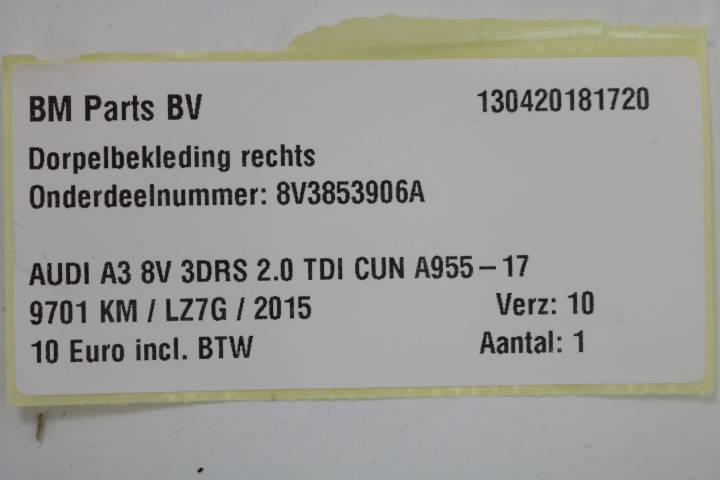 BM Parts BV 130420181720
Dorpelbekleding rechts
Onderdeelnummer: 8V3853906A
AUDI A3 8V 3DRS 2.0 TDI CUN A955-17
9701 KM / LZ7G / 2015 Verz: 10
10 Euro incl. BTW Aantal: 1